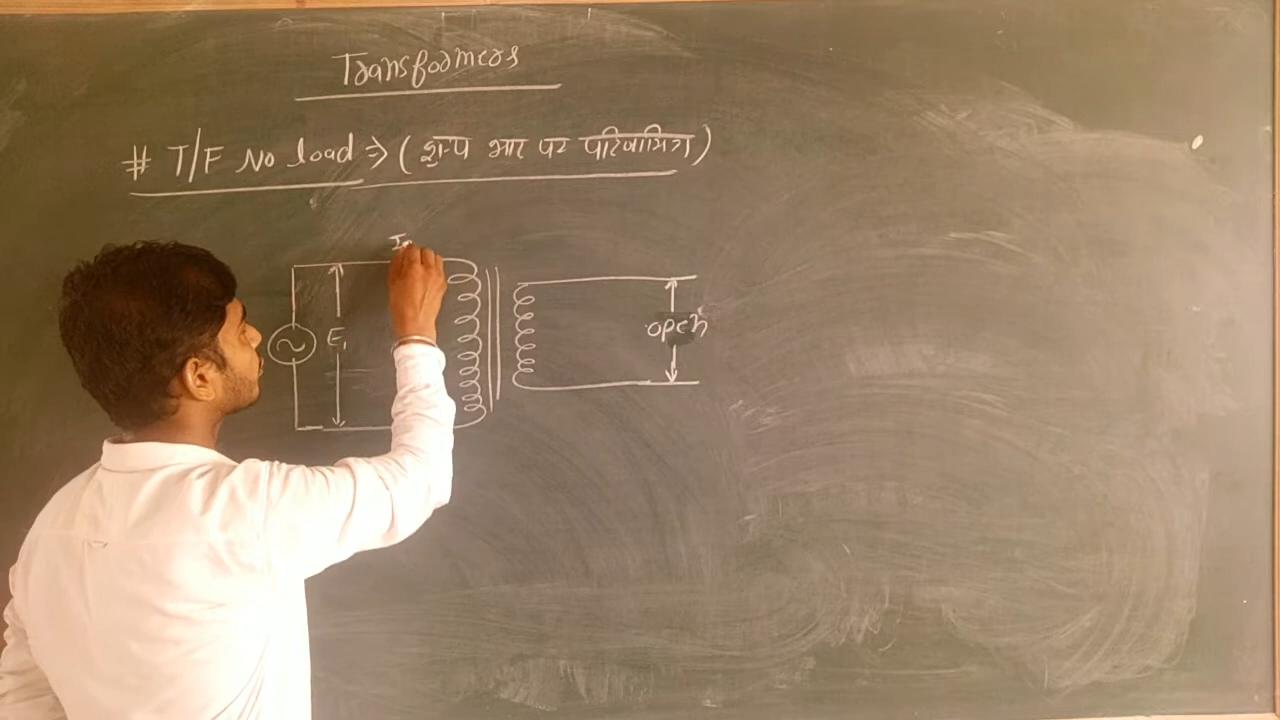 Transformers
# T/F No load ⇒ (शून्य भार पर परिणामित्र)
I
~
E₁
open